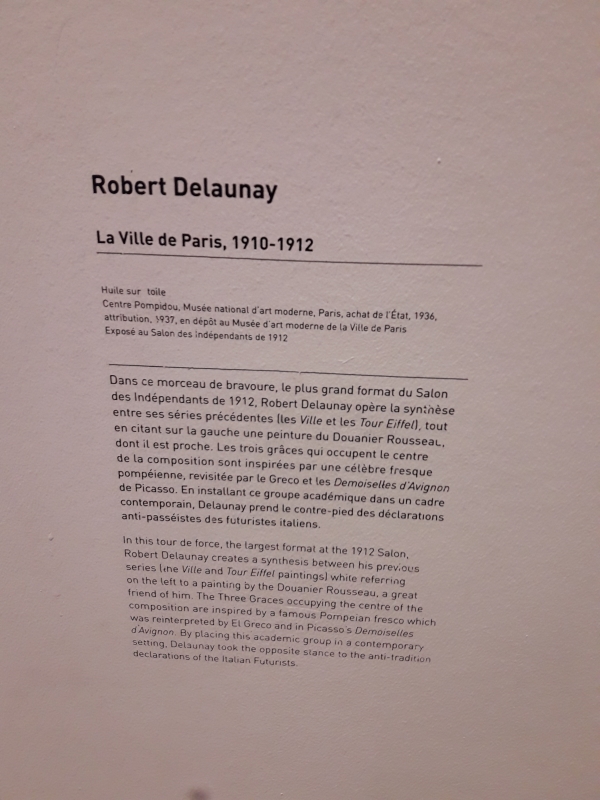 Robert Delaunay
La Ville de Paris, 1910-1912
Huile sur toile
Centre Pompidou, Musée national d'art moderne, Paris, achat de l'État, 1936,
attribution, 1937, en dépôt au Musée d'art moderne de la Ville de Paris
Exposé au Salon des Indépendants de 1912
Dans ce morceau de bravoure, le plus grand format du Salon
des Indépendants de 1912, Robert Delaunay opère la synthèse
entre ses séries précédentes (les Ville et les Tour Eiffel), tout
en citant sur la gauche une peinture du Douanier Rousseau,
dont il est proche. Les trois grâces qui occupent le centre
de la composition sont inspirées par une célèbre fresque
pompéienne, revisitée par le Greco et les Demoiselles d'Avignon
de Picasso. En installant ce groupe académique dans un cadre
contemporain, Delaunay prend le contre-pied des déclarations
anti-passéistes des futuristes italiens.
In this tour de force, the largest format at the 1912 Salon,
Robert Delaunay creates a synthesis between his previous
series (the Ville and Tour Eiffel paintings) while referring
on the left to a painting by the Douanier Rousseau, a great
friend of him. The Three Graces occupying the centre of the
composition are inspired by a famous Pompeian fresco which
was reinterpreted by El Greco and in Picasso's Demoiselles
d'Avignon. By placing this academic group in a contemporary
setting, Delaunay took the opposite stance to the anti-tradition
declarations of the Italian Futurists.